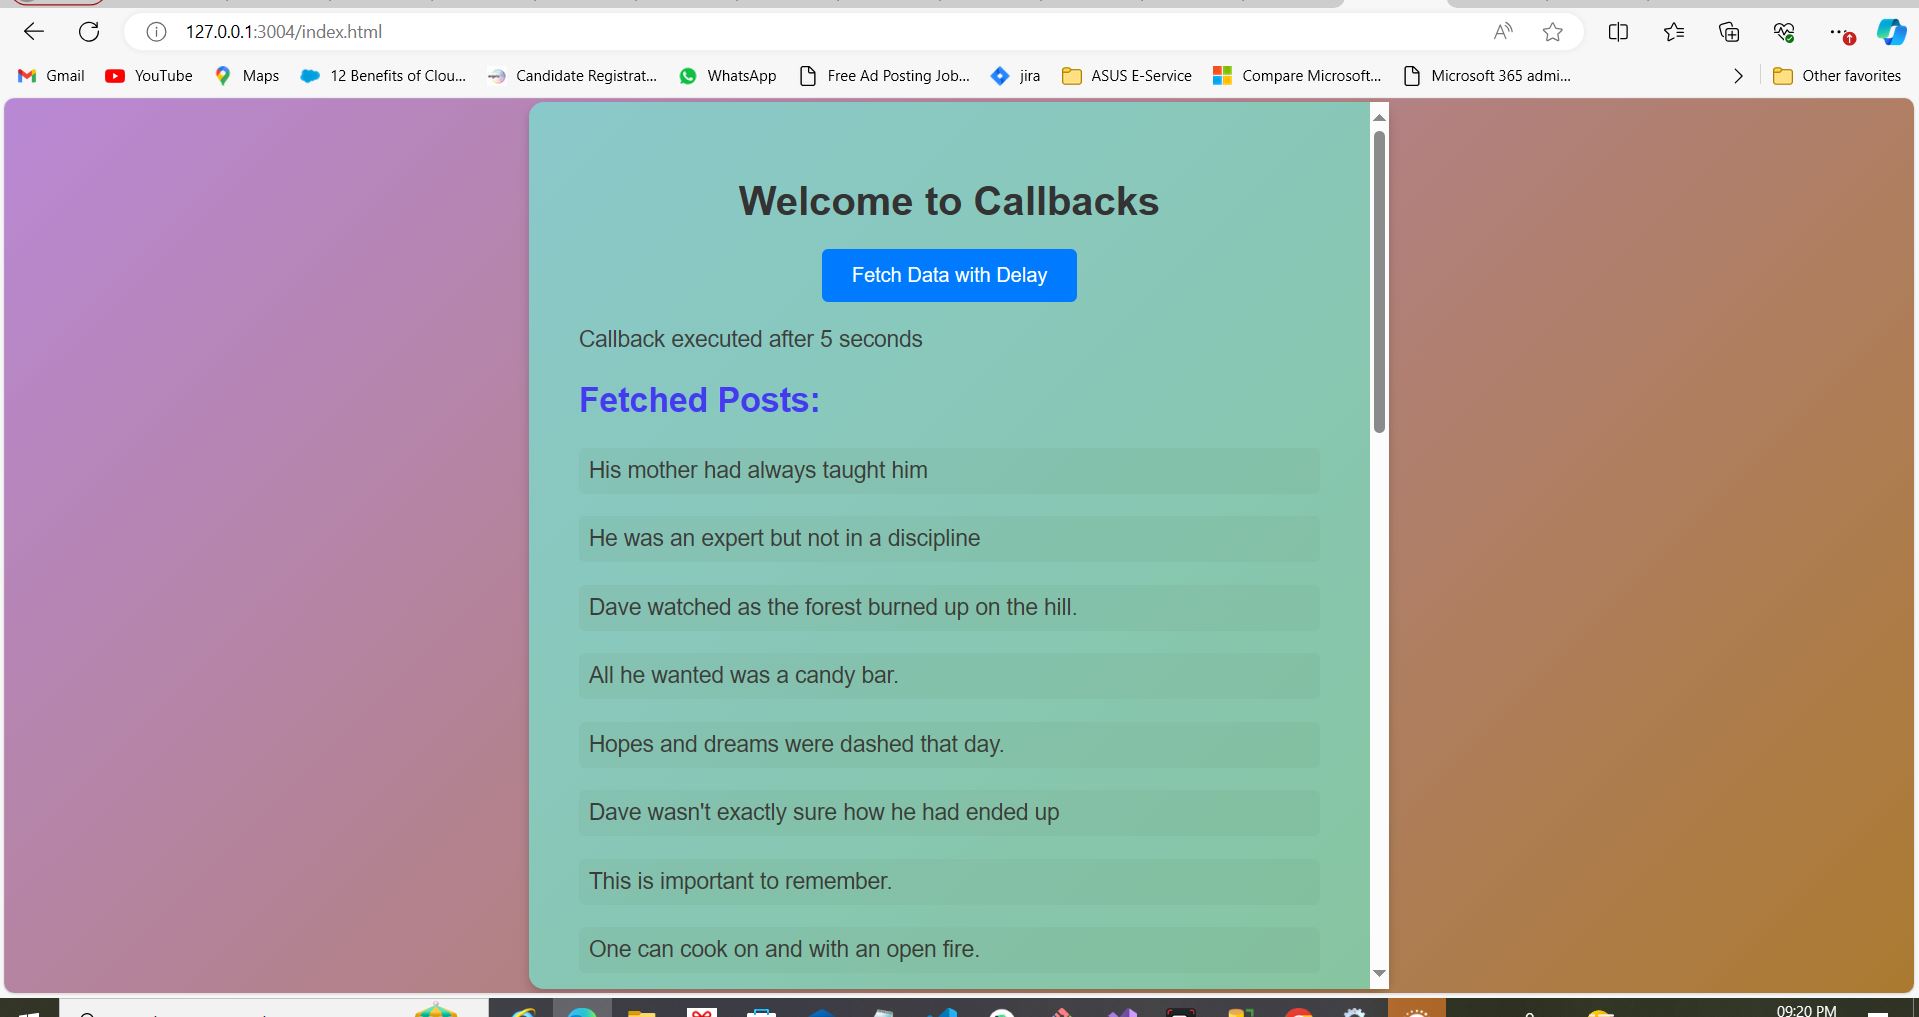 127.0.0.1:3004/index.html
Gmail YouTube Maps 12 Benefits of Clou... Candidate Registrat... WhatsApp Free Ad Posting Job... jira ASUS E-Service Compare Microsoft... Microsoft 365 admi... Other favorites
Welcome to Callbacks
Fetch Data with Delay
Callback executed after 5 seconds
Fetched Posts:
His mother had always taught him
He was an expert but not in a discipline
Dave watched as the forest burned up on the hill.
All he wanted was a candy bar.
Hopes and dreams were dashed that day.
Dave wasn't exactly sure how he had ended up
This is important to remember.
One can cook on and with an open fire.
09:20 PM